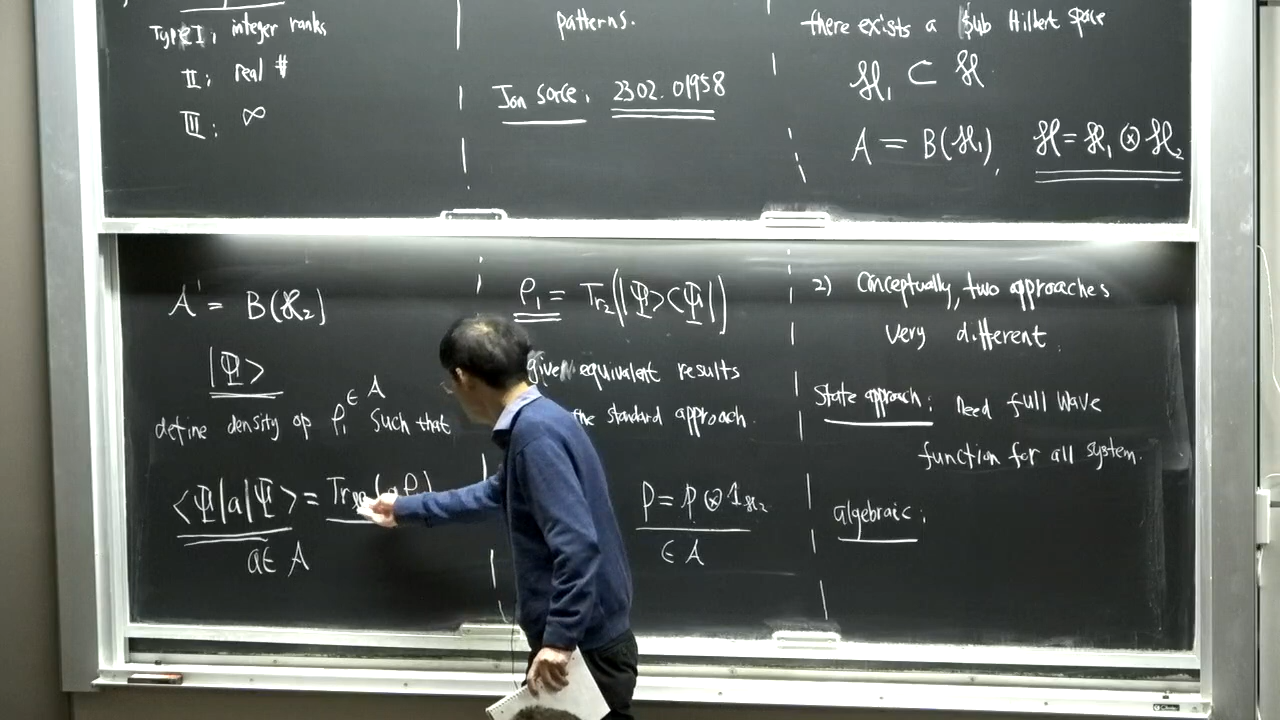 Type I: integer ranks
II: real #
III: ∞
patterns.
Jon Sorce: 2302.01958
there exists a sub Hilbert space
ℋ₁ ⊂ ℋ
A = B(ℋ₁), ℋ = ℋ₁ ⊗ ℋ₂
A' = B(ℋ₂)
|Ψ>
define density op ρ₁ ∈ A such that
<Ψ|a|Ψ> = Tr (a ρ)
a ∈ A
ρ₁ = Tr₂(|Ψ><Ψ|)
given equivalent results
the standard approach.
ρ = ρ₁ ⊗ 1_ℋ₂
∈ A
2) Conceptually, two approaches
very different.
State approach: need full wave
function for all system.
algebraic: